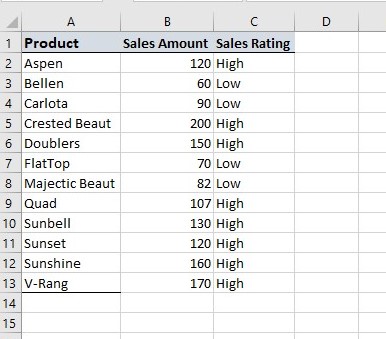 A B C D
1 Product Sales Amount Sales Rating
2 Aspen 120 High
3 Bellen 60 Low
4 Carlota 90 Low
5 Crested Beaut 200 High
6 Doublers 150 High
7 FlatTop 70 Low
8 Majectic Beaut 82 Low
9 Quad 107 High
10 Sunbell 130 High
11 Sunset 120 High
12 Sunshine 160 High
13 V-Rang 170 High
14
15